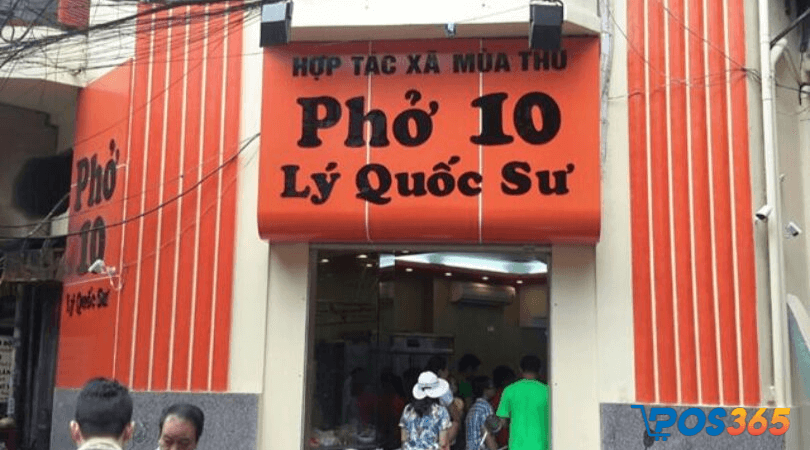 HỢP TÁC XÃ MÙA THU
Phở 10
Lý Quốc Sư
Phở
10
Lý Quốc Sư
POS365